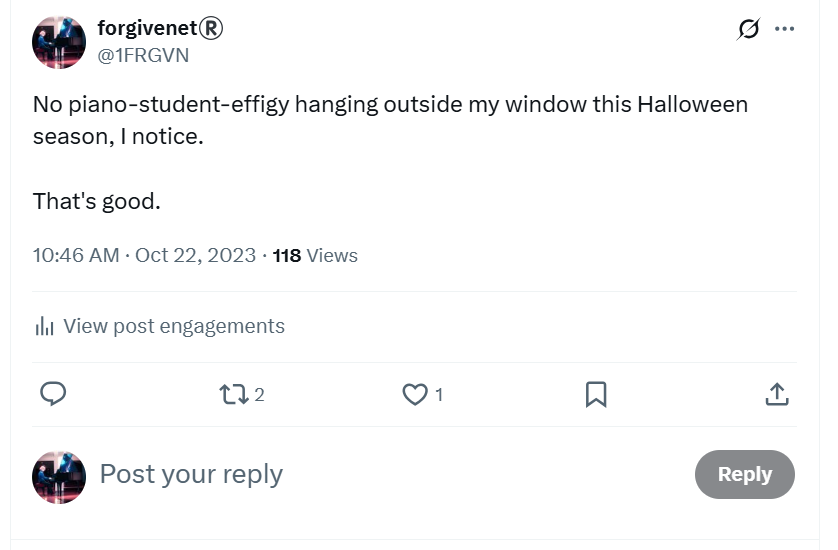 forgivenet®
@1FRGVN
No piano-student-effigy hanging outside my window this Halloween
season, I notice.
That's good.
10:46 AM · Oct 22, 2023 · 118 Views
View post engagements
2
1
Post your reply
Reply